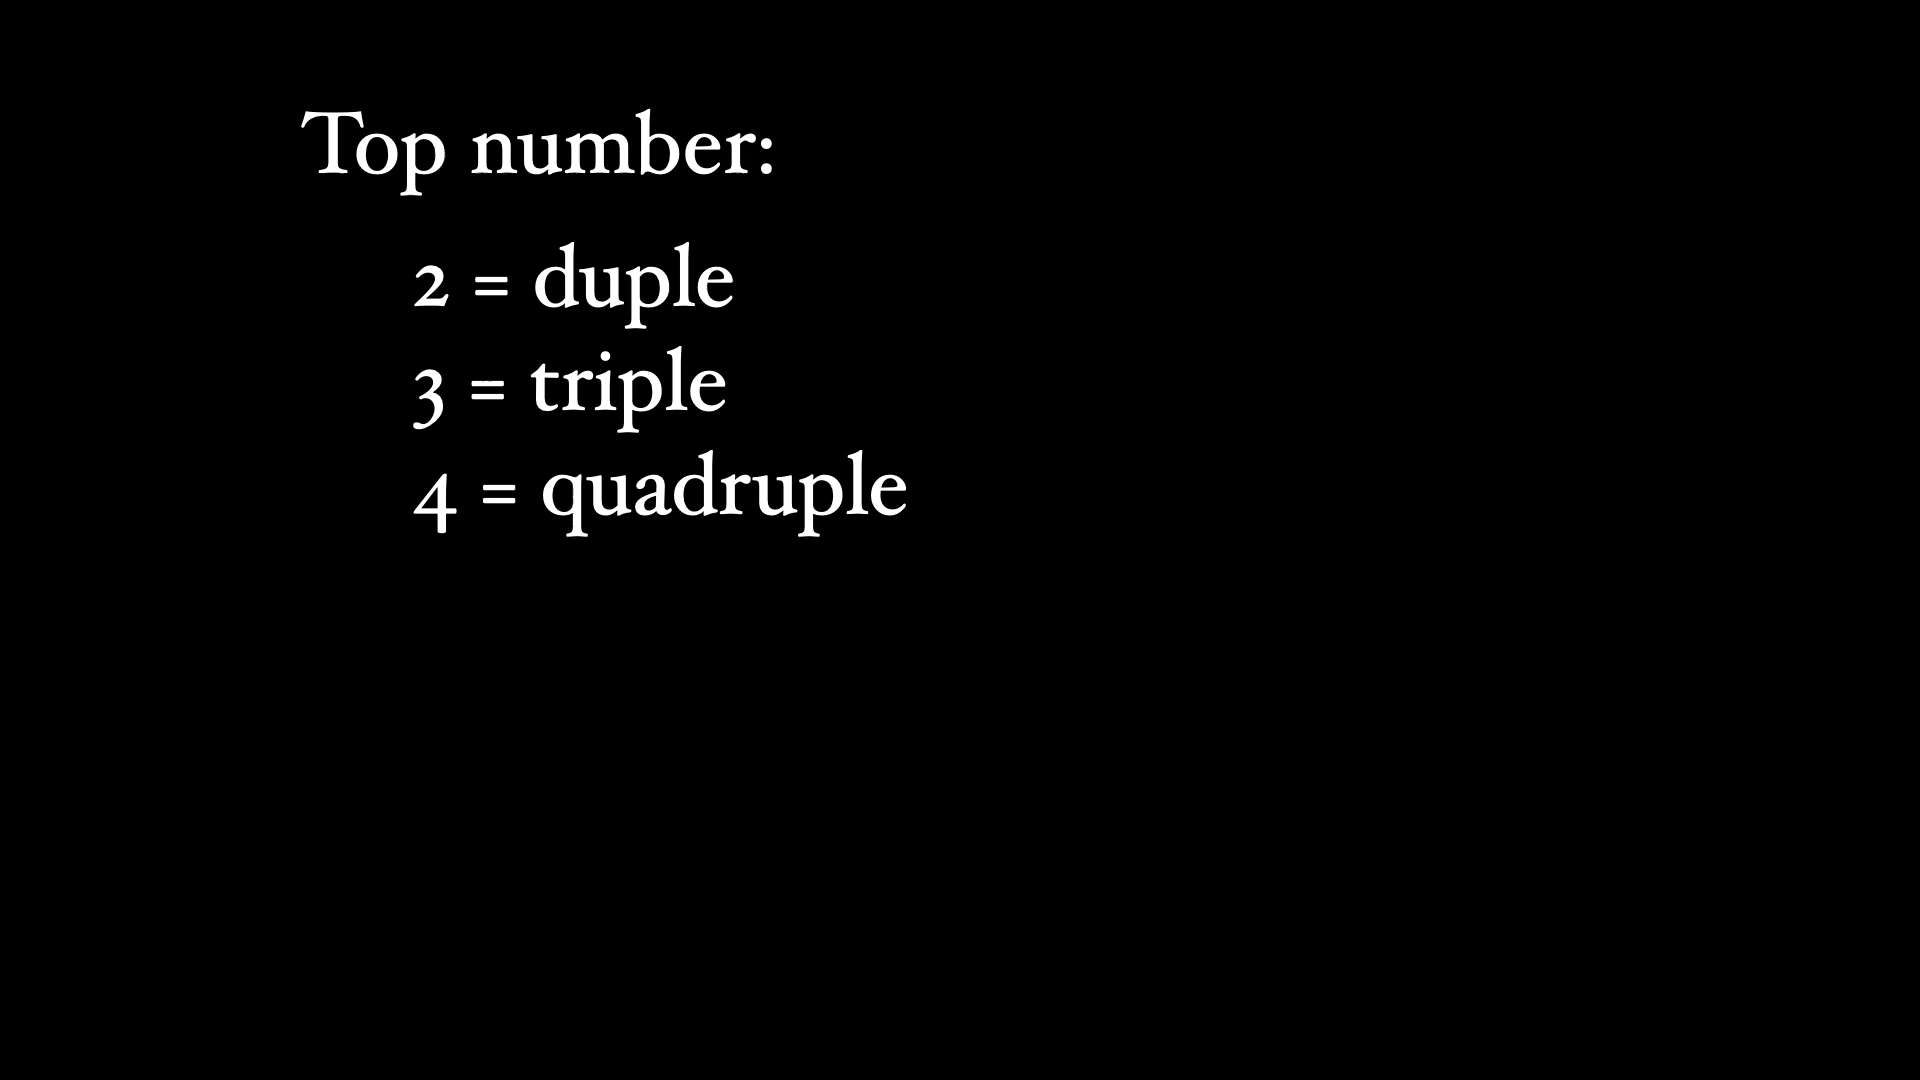 Top number:
2 = duple
3 = triple
4 = quadruple